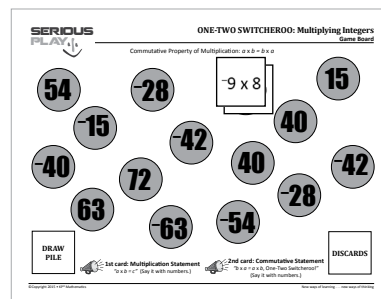 SERIOUS
PLAY
ONE-TWO SWITCHEROO: Multiplying Integers
Game Board
Commutative Property of Multiplication: a x b = b x a
54
−28
−9 x 8
15
−15
40
−42
−40
72
40
−42
63
−28
−63
−54
DRAW
PILE
1st card: Multiplication Statement
"a x b = c" (Say it with numbers.)
2nd card: Commutative Statement
"b x a = a x b, One-Two Switcheroo!"
(Say it with numbers.)
DISCARDS